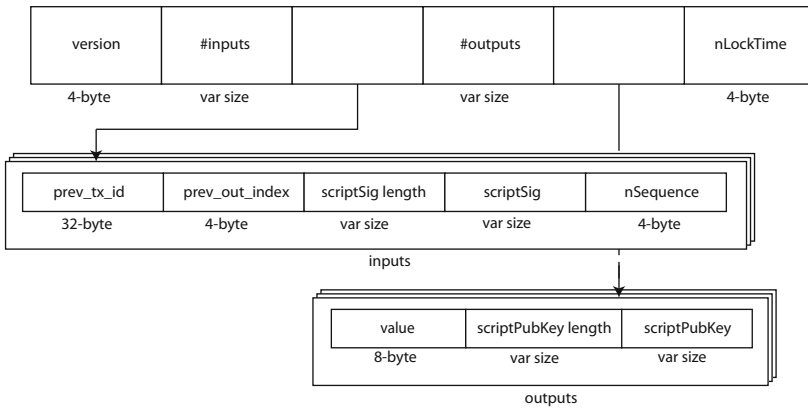 version #inputs #outputs nLockTime
4-byte var size var size 4-byte
prev_tx_id prev_out_index scriptSig length scriptSig nSequence
32-byte 4-byte var size var size 4-byte
inputs
value scriptPubKey length scriptPubKey
8-byte var size var size
outputs